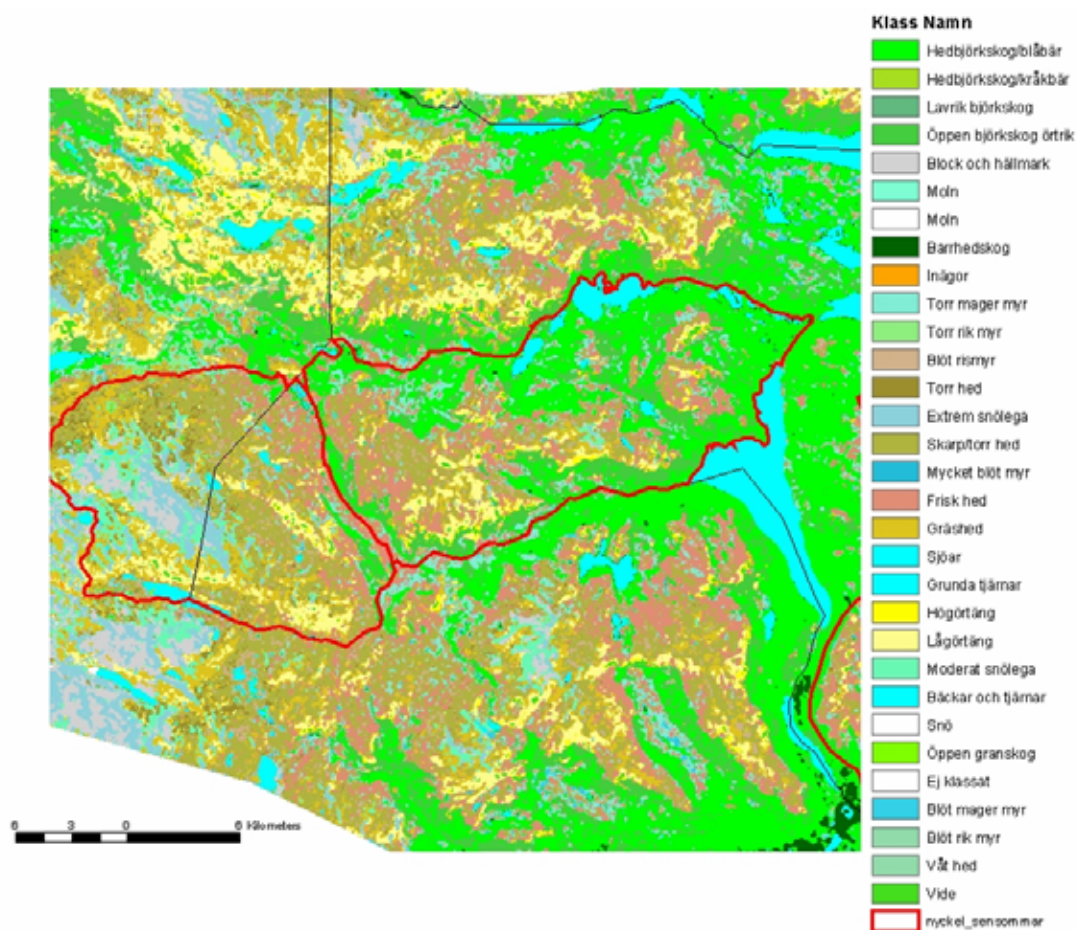 Klass Namn
Hedbjörkskog/blåbär
Hedbjörkskog/kråkbär
Lavrik björkskog
Öppen björkskog örtrik
Block och hällmark
Moln
Moln
Barrhedskog
Inägor
Torr mager myr
Torr rik myr
Blöt rismyr
Torr hed
Extrem snölega
Skarp/torr hed
Mycket blöt myr
Frisk hed
Gräshed
Sjöar
Grunda tjärnar
Högörtäng
Lågörtäng
Moderat snölega
Bäckar och tjärnar
Snö
Öppen granskog
Ej klassat
Blöt mager myr
Blöt rik myr
Våt hed
Vide
nyckel_sensommar
6 3 0 6 Kilometers